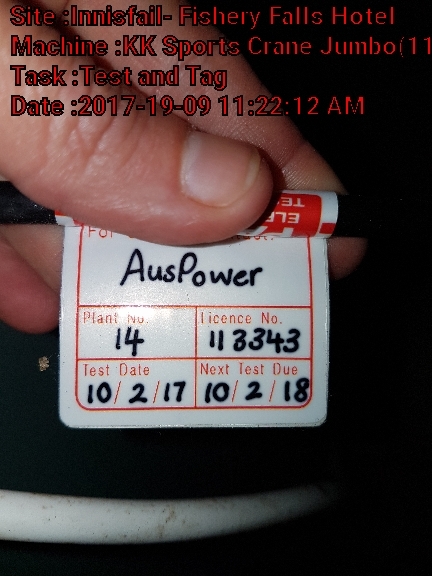 Site :Innisfail- Fishery Falls Hotel
Machine :KK Sports Crane Jumbo(11
Task :Test and Tag
Date :2017-19-09 11:22:12 AM
AusPower
Plant No. Licence No.
14 113343
Test Date Next Test Due
10/2/17 10/2/18